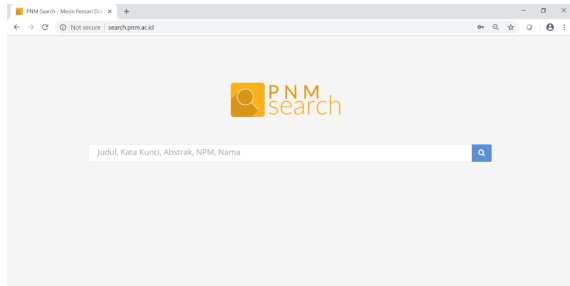 PNM Search - Mesin Pencari Do
Not secure | search.pnm.ac.id
PNM
search
Judul, Kata Kunci, Abstrak, NPM, Nama